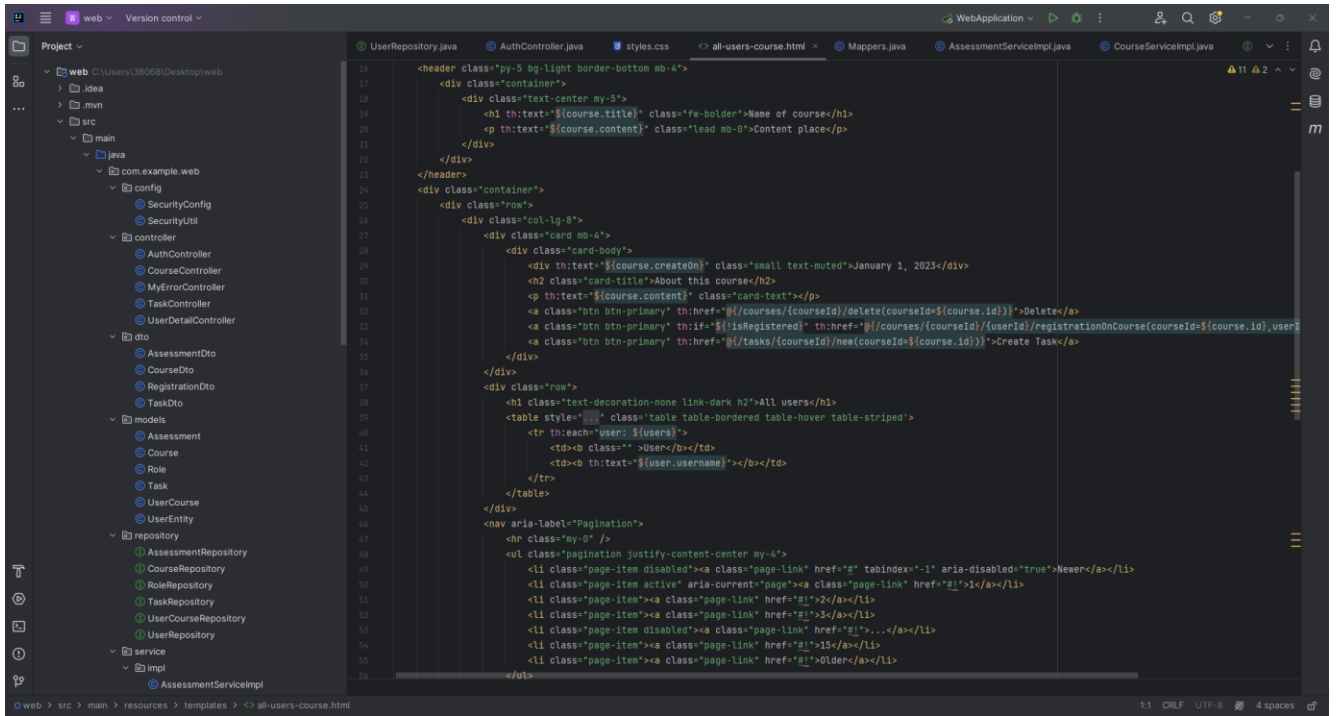 W web Version control WebApplication
Project
UserRepository.java AuthController.java styles.css <> all-users-course.html Mappers.java AssessmentServiceImpl.java CourseServiceImpl.java
web C:\Users\38068\Desktop\web
.idea
.mvn
src
main
java
com.example.web
config
SecurityConfig
SecurityUtil
controller
AuthController
CourseController
MyErrorController
TaskController
UserDetailController
dto
AssessmentDto
CourseDto
RegistrationDto
TaskDto
models
Assessment
Course
Role
Task
UserCourse
UserEntity
repository
AssessmentRepository
CourseRepository
RoleRepository
TaskRepository
UserCourseRepository
UserRepository
service
impl
AssessmentServiceImpl
11 2
16 <header class="py-5 bg-light border-bottom mb-4">
17 <div class="container">
18 <div class="text-center my-5">
19 <h1 th:text="${course.title}" class="fw-bolder">Name of course</h1>
20 <p th:text="${course.content}" class="lead mb-0">Content place</p>
21 </div>
22 </div>
23 </header>
24 <div class="container">
25 <div class="row">
26 <div class="col-lg-8">
27 <div class="card mb-4">
28 <div class="card-body">
29 <div th:text="${course.createOn}" class="small text-muted">January 1, 2023</div>
30 <h2 class="card-title">About this course</h2>
31 <p th:text="${course.content}" class="card-text"></p>
32 <a class="btn btn-primary" th:href="@{/courses/{courseId}/delete(courseId=${course.id})}">Delete</a>
33 <a class="btn btn-primary" th:if="${!isRegistered}" th:href="@{/courses/{courseId}/{userId}/registrationOnCourse(courseId=${course.id},userI
34 <a class="btn btn-primary" th:href="@{/tasks/{courseId}/new(courseId=${course.id})}">Create Task</a>
35 </div>
36 </div>
37 <div class="row">
38 <h1 class="text-decoration-none link-dark h2">All users</h1>
39 <table style="..." class='table table-bordered table-hover table-striped'>
40 <tr th:each="user: ${users}">
41 <td><b class="" >User</b></td>
42 <td><b th:text="${user.username}"></b></td>
43 </tr>
44 </table>
45 </div>
46 <nav aria-label="Pagination">
47 <hr class="my-0" />
48 <ul class="pagination justify-content-center my-4">
49 <li class="page-item disabled"><a class="page-link" href="#" tabindex="-1" aria-disabled="true">Newer</a></li>
50 <li class="page-item active" aria-current="page"><a class="page-link" href="#!">1</a></li>
51 <li class="page-item"><a class="page-link" href="#!">2</a></li>
52 <li class="page-item"><a class="page-link" href="#!">3</a></li>
53 <li class="page-item disabled"><a class="page-link" href="#!">...</a></li>
54 <li class="page-item"><a class="page-link" href="#!">15</a></li>
55 <li class="page-item"><a class="page-link" href="#!">Older</a></li>
56 </ul>
m
web > src > main > resources > templates > <> all-users-course.html 1:1 CRLF UTF-8 4 spaces